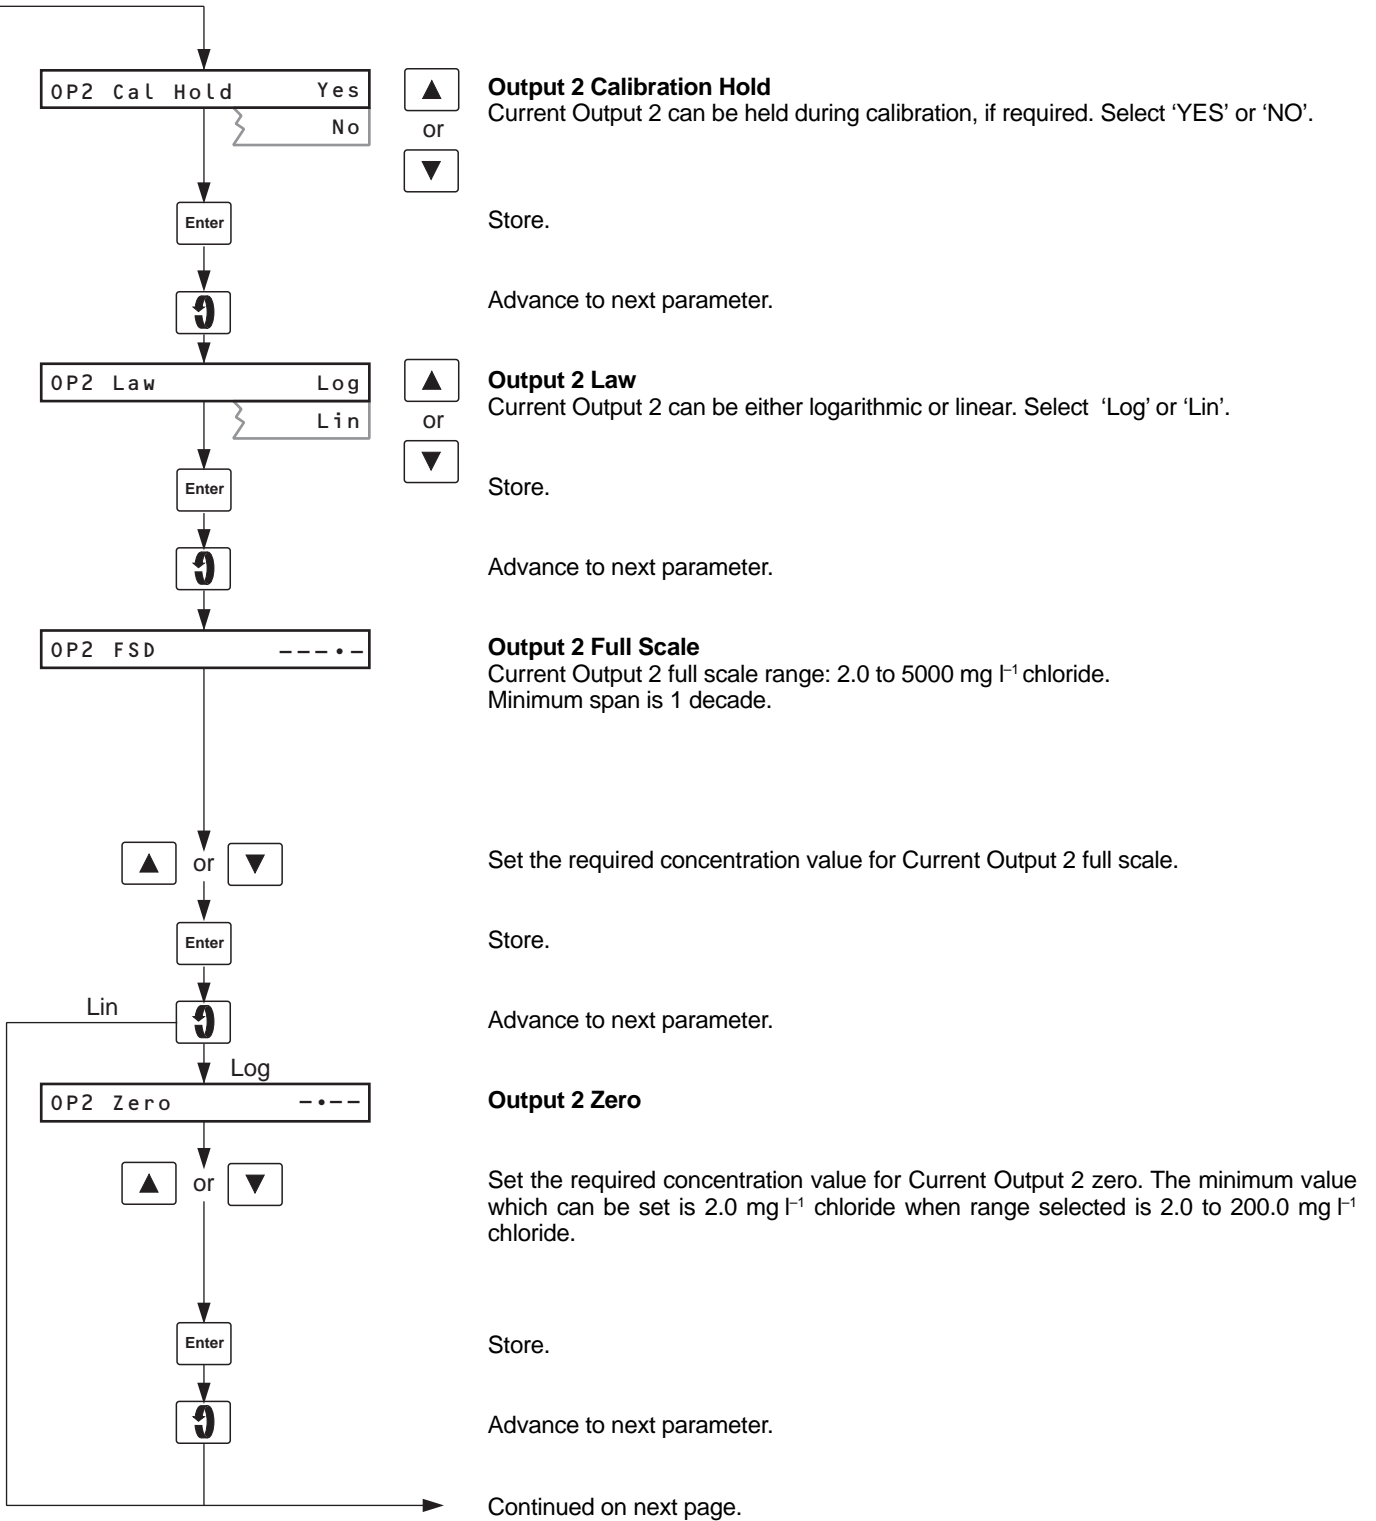 OP2 Cal Hold Yes
No
or
Output 2 Calibration Hold
Current Output 2 can be held during calibration, if required. Select ‘YES’ or ‘NO’.
Enter
Store.
Advance to next parameter.
OP2 Law Log
Lin
or
Output 2 Law
Current Output 2 can be either logarithmic or linear. Select ‘Log’ or ‘Lin’.
Enter
Store.
Advance to next parameter.
OP2 FSD – – – • –
Output 2 Full Scale
Current Output 2 full scale range: 2.0 to 5000 mg l⁻¹ chloride.
Minimum span is 1 decade.
or
Set the required concentration value for Current Output 2 full scale.
Enter
Store.
Lin
Advance to next parameter.
Log
OP2 Zero – • – –
Output 2 Zero
or
Set the required concentration value for Current Output 2 zero. The minimum value
which can be set is 2.0 mg l⁻¹ chloride when range selected is 2.0 to 200.0 mg l⁻¹
chloride.
Enter
Store.
Advance to next parameter.
Continued on next page.